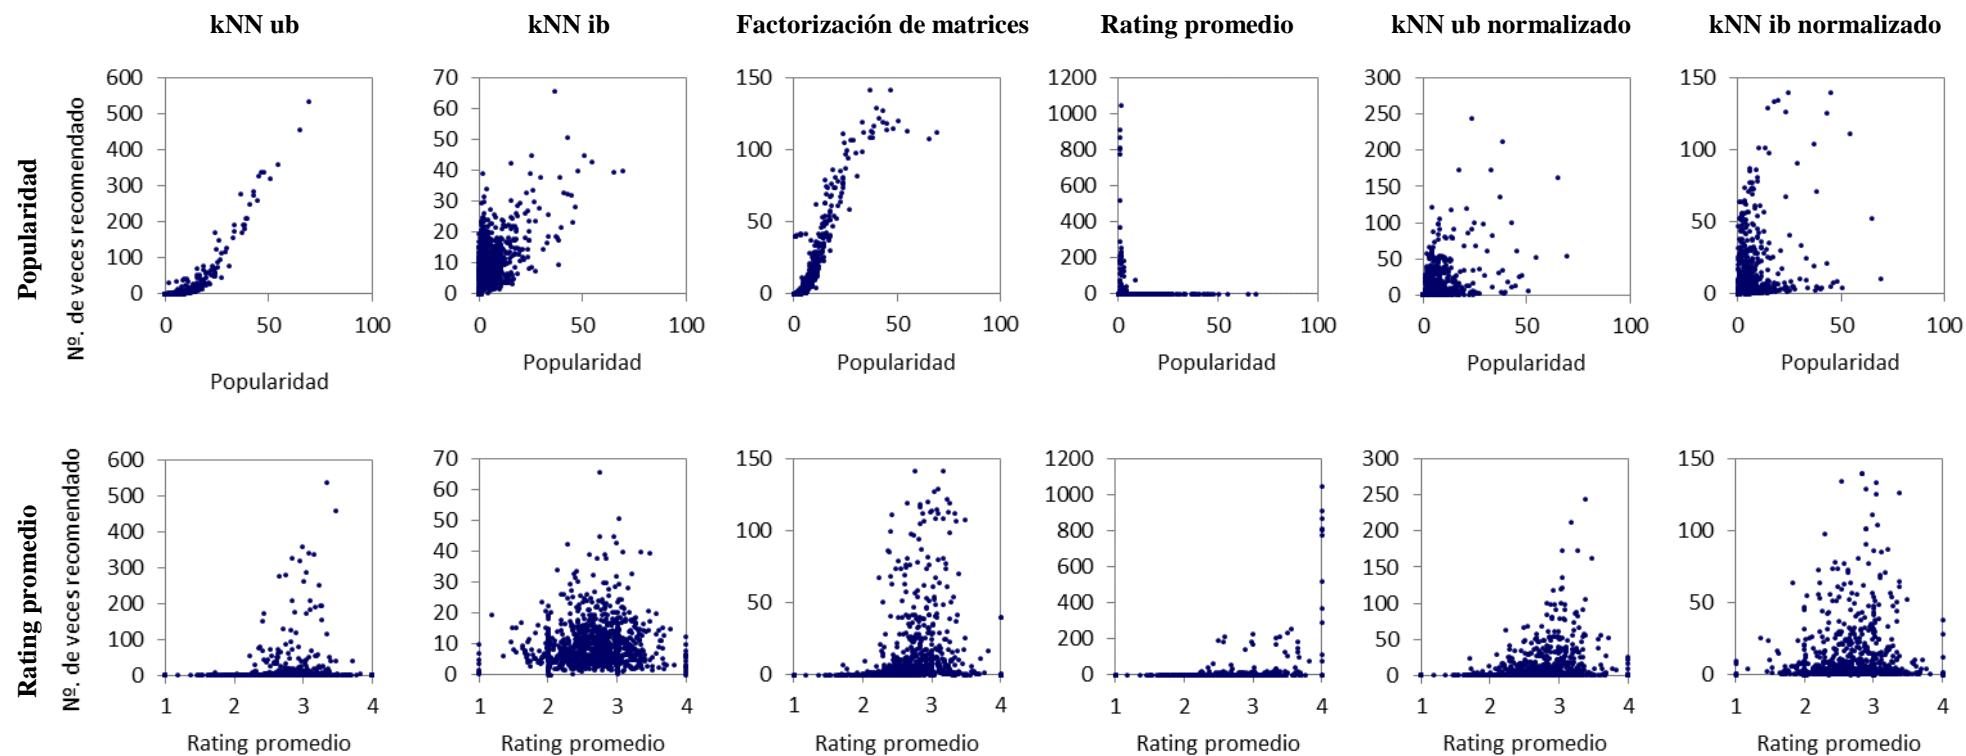 kNN ub
kNN ib
Factorización de matrices
Rating promedio
kNN ub normalizado
kNN ib normalizado
Popularidad
Nº. de veces recomendado
600
500
400
300
200
100
0
0 50 100
Popularidad
70
60
50
40
30
20
10
0
0 50 100
Popularidad
150
100
50
0
0 50 100
Popularidad
1200
1000
800
600
400
200
0
0 50 100
Popularidad
300
250
200
150
100
50
0
0 50 100
Popularidad
150
100
50
0
0 50 100
Popularidad
Rating promedio
Nº. de veces recomendado
600
500
400
300
200
100
0
1 2 3 4
Rating promedio
70
60
50
40
30
20
10
0
1 2 3 4
Rating promedio
150
100
50
0
1 2 3 4
Rating promedio
1200
1000
800
600
400
200
0
1 2 3 4
Rating promedio
300
250
200
150
100
50
0
1 2 3 4
Rating promedio
150
100
50
0
1 2 3 4
Rating promedio